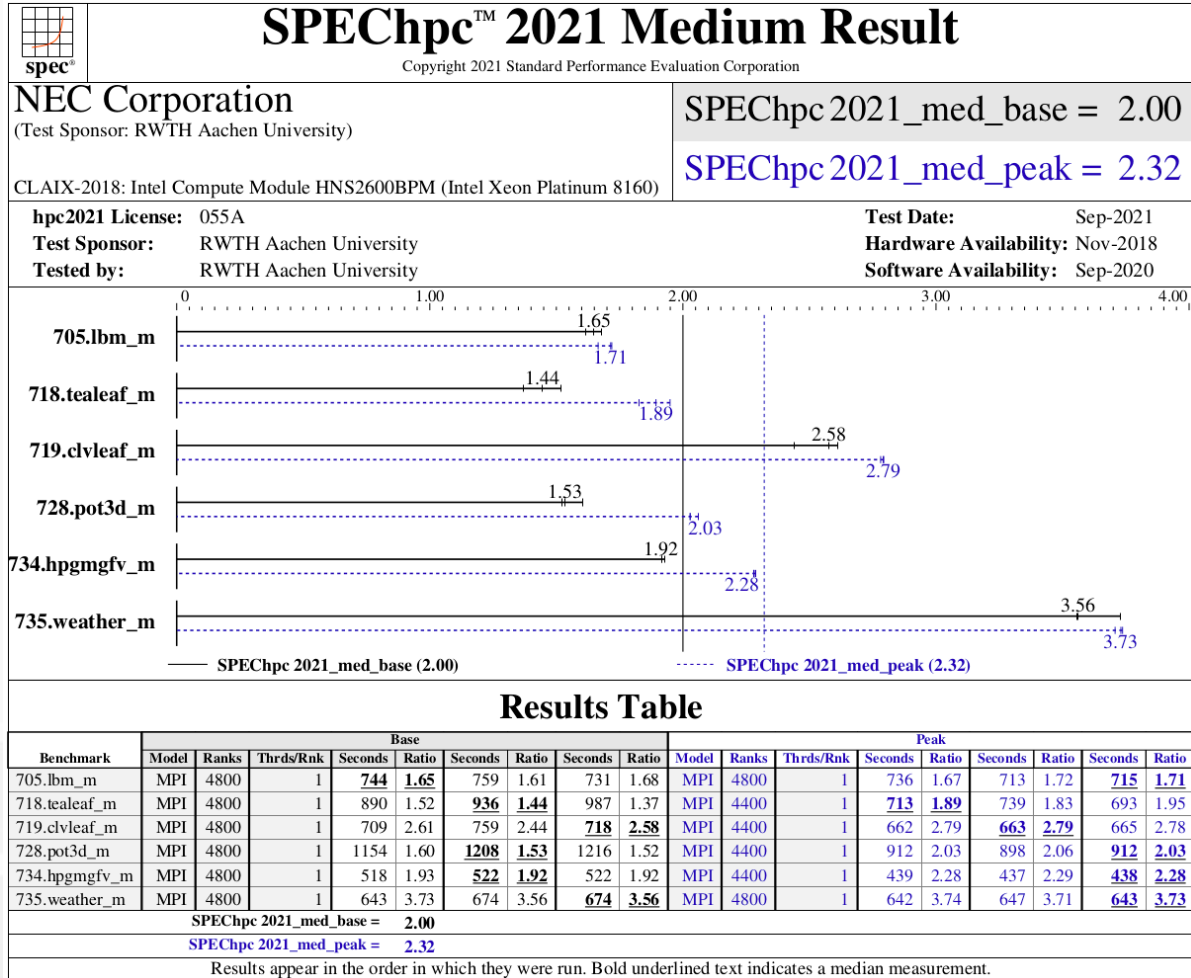 spec®
SPEChpc™ 2021 Medium Result
Copyright 2021 Standard Performance Evaluation Corporation
NEC Corporation
(Test Sponsor: RWTH Aachen University)
CLAIX-2018: Intel Compute Module HNS2600BPM (Intel Xeon Platinum 8160)
SPEChpc 2021_med_base = 2.00
SPEChpc 2021_med_peak = 2.32
hpc2021 License: 055A
Test Sponsor: RWTH Aachen University
Tested by: RWTH Aachen University
Test Date: Sep-2021
Hardware Availability: Nov-2018
Software Availability: Sep-2020
0 1.00 2.00 3.00 4.00
705.lbm_m 1.65
1.71
718.tealeaf_m 1.44
1.89
719.clvleaf_m 2.58
2.79
728.pot3d_m 1.53
2.03
734.hpgmgfv_m 1.92
2.28
735.weather_m 3.56
3.73
SPEChpc 2021_med_base (2.00) SPEChpc 2021_med_peak (2.32)
Results Table
Base Peak
Benchmark Model Ranks Thrds/Rnk Seconds Ratio Seconds Ratio Seconds Ratio Model Ranks Thrds/Rnk Seconds Ratio Seconds Ratio Seconds Ratio
705.lbm_m MPI 4800 1 744 1.65 759 1.61 731 1.68 MPI 4800 1 736 1.67 713 1.72 715 1.71
718.tealeaf_m MPI 4800 1 890 1.52 936 1.44 987 1.37 MPI 4400 1 713 1.89 739 1.83 693 1.95
719.clvleaf_m MPI 4800 1 709 2.61 759 2.44 718 2.58 MPI 4400 1 662 2.79 663 2.79 665 2.78
728.pot3d_m MPI 4800 1 1154 1.60 1208 1.53 1216 1.52 MPI 4400 1 912 2.03 898 2.06 912 2.03
734.hpgmgfv_m MPI 4800 1 518 1.93 522 1.92 522 1.92 MPI 4400 1 439 2.28 437 2.29 438 2.28
735.weather_m MPI 4800 1 643 3.73 674 3.56 674 3.56 MPI 4800 1 642 3.74 647 3.71 643 3.73
SPEChpc 2021_med_base = 2.00
SPEChpc 2021_med_peak = 2.32
Results appear in the order in which they were run. Bold underlined text indicates a median measurement.